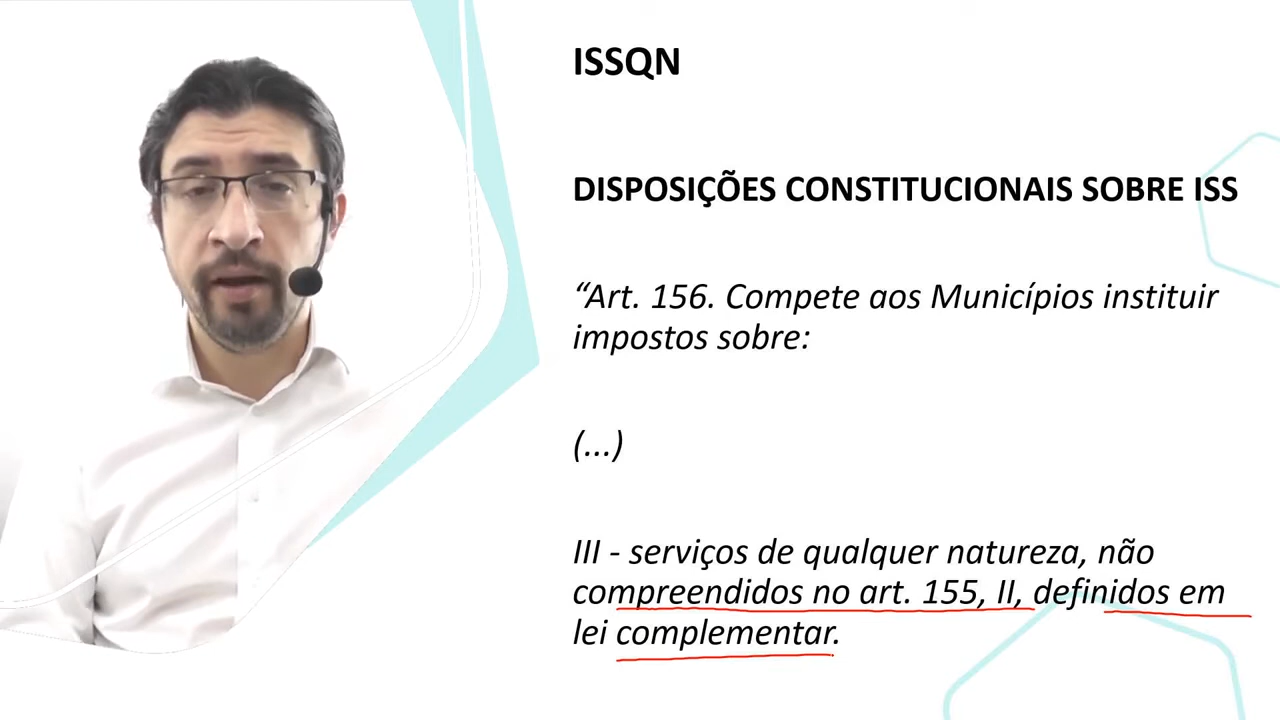 ISSQN
DISPOSIÇÕES CONSTITUCIONAIS SOBRE ISS
“Art. 156. Compete aos Municípios instituir
impostos sobre:
(...)
III - serviços de qualquer natureza, não
compreendidos no art. 155, II, definidos em
lei complementar.